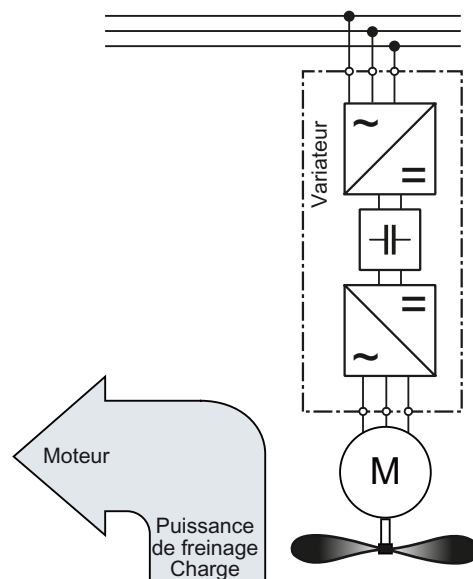 Variateur
~
=
=
~
Moteur
M
Puissance
de freinage
Charge